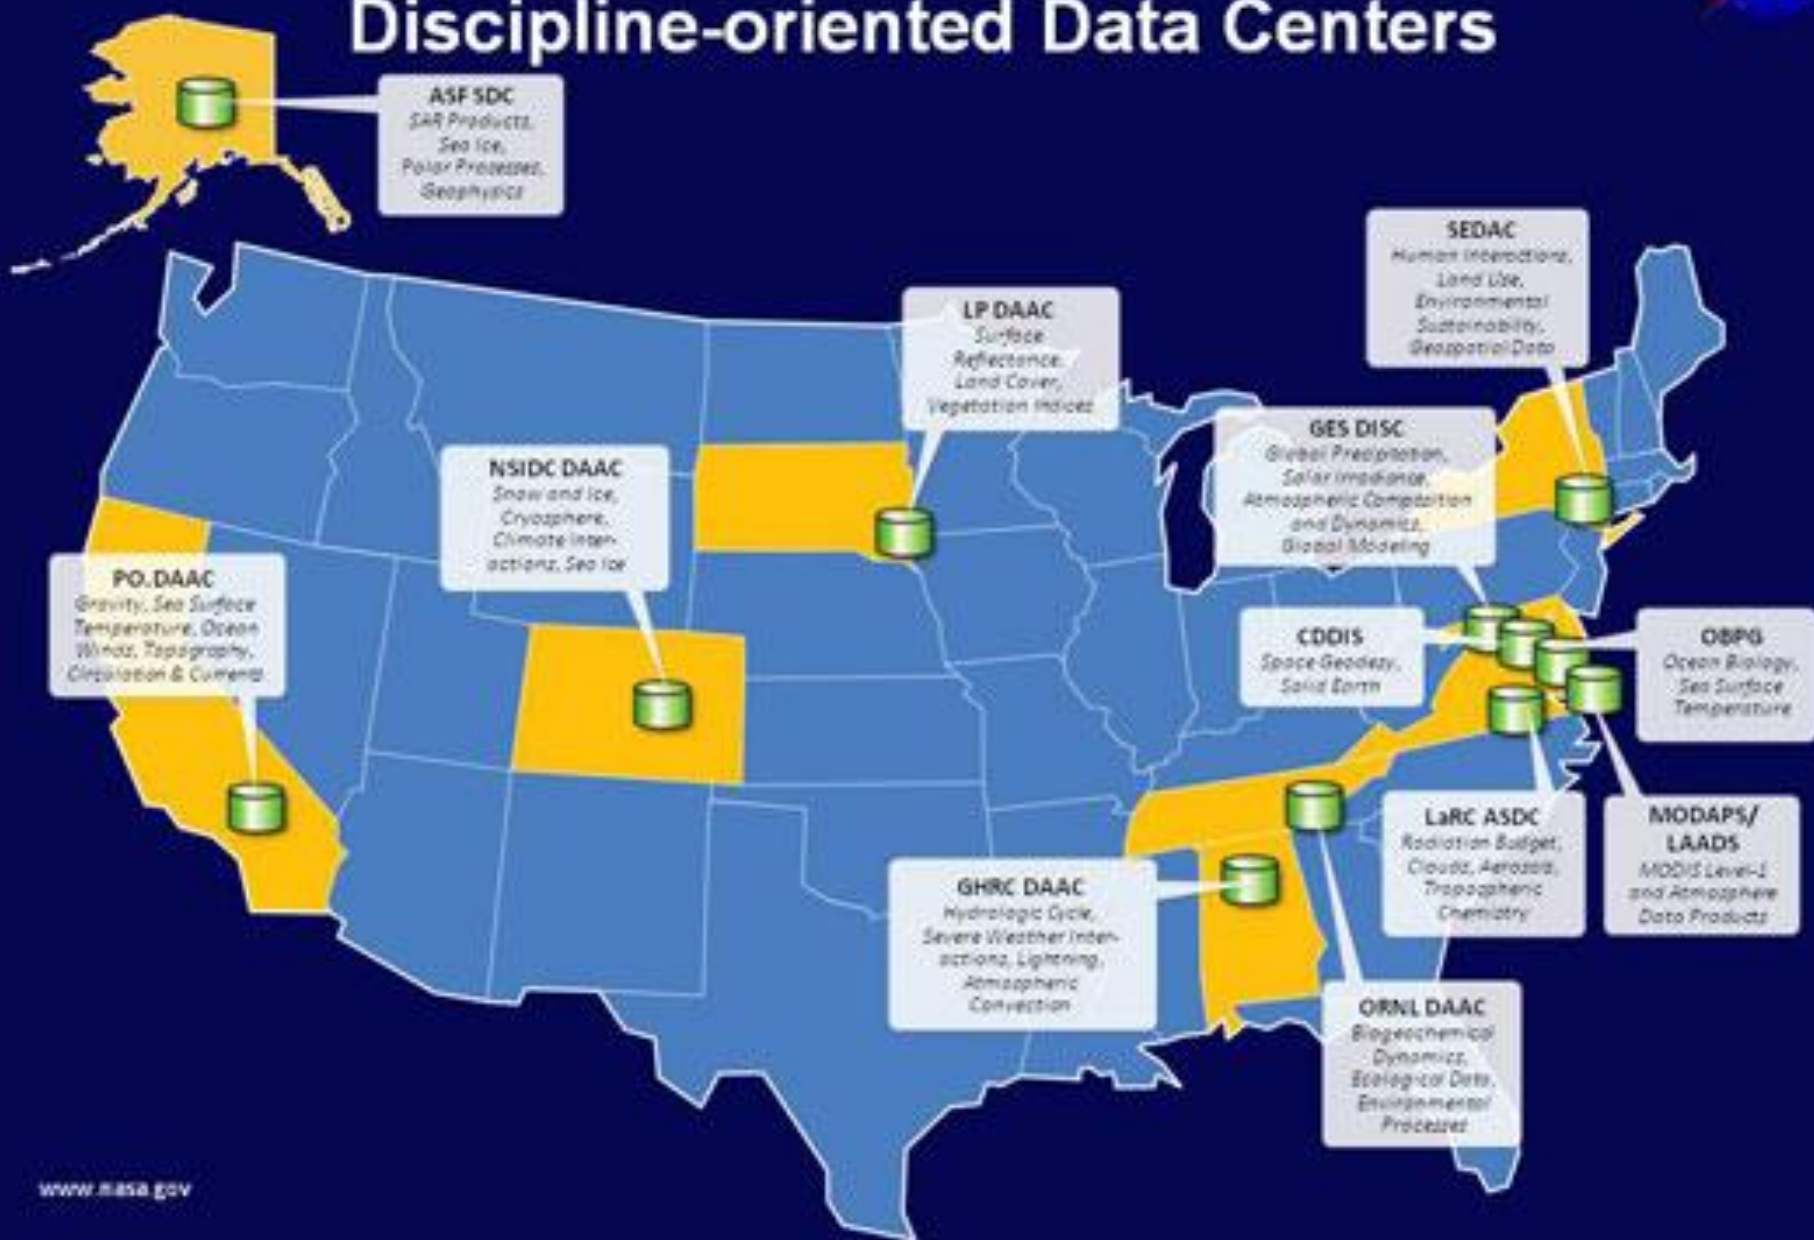 Discipline-oriented Data Centers
ASF SDC
SAR Products,
Sea Ice,
Polar Processes,
Geophysics
SEDAC
Human Interactions,
Land Use,
Environmental
Sustainability,
Geospatial Data
LP DAAC
Surface
Reflectance,
Land Cover,
Vegetation Indices
GES DISC
Global Precipitation,
Solar Irradiance,
Atmospheric Composition
and Dynamics,
Global Modeling
NSIDC DAAC
Snow and Ice,
Cryosphere,
Climate Inter-
actions, Sea Ice
PO.DAAC
Gravity, Sea Surface
Temperature, Ocean
Winds, Topography,
Circulation & Currents
CDDIS
Space Geodesy,
Solid Earth
OBPG
Ocean Biology,
Sea Surface
Temperature
LaRC ASDC
Radiation Budget,
Clouds, Aerosols,
Tropospheric
Chemistry
MODAPS/
LAADS
MODIS Level-1
and Atmosphere
Data Products
GHRC DAAC
Hydrologic Cycle,
Severe Weather Inter-
actions, Lightning,
Atmospheric
Convection
ORNL DAAC
Biogeochemical
Dynamics,
Ecological Data,
Environmental
Processes
www.nasa.gov